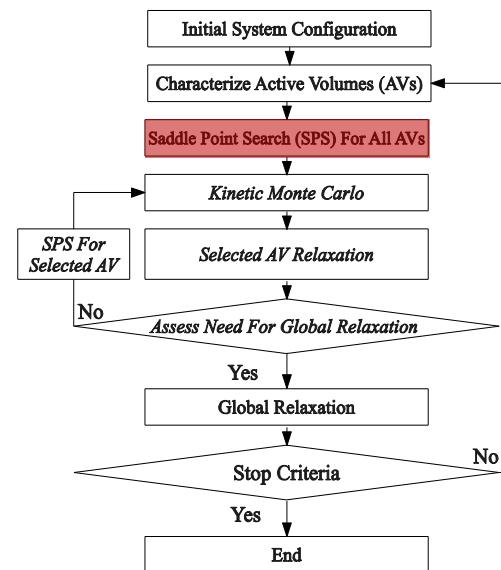 Initial System Configuration
Characterize Active Volumes (AVs)
Saddle Point Search (SPS) For All AVs
Kinetic Monte Carlo
SPS For
Selected AV
Selected AV Relaxation
No
Assess Need For Global Relaxation
Yes
Global Relaxation
Stop Criteria
No
Yes
End